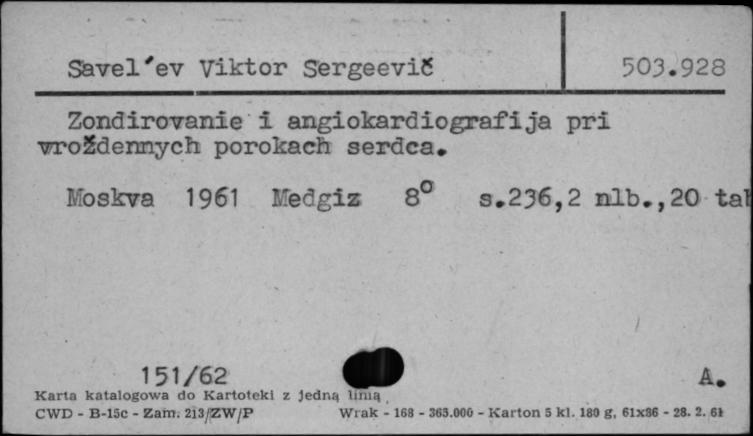 Savel'ev Viktor Sergeevič 503.928
Zondirovanie i angiokardiografija pri
vroždennych porokach serdca.
Moskva 1961 Medgiz 8° s.236,2 nlb.,20 tab
151/62 A.
Karta katalogowa do Kartoteki z jedną linią
CWD - B-15c - Zam. 213/ZW/P Wrak - 168 - 363.000 - Karton 5 kl. 180 g, 61x86 - 28. 2. 61